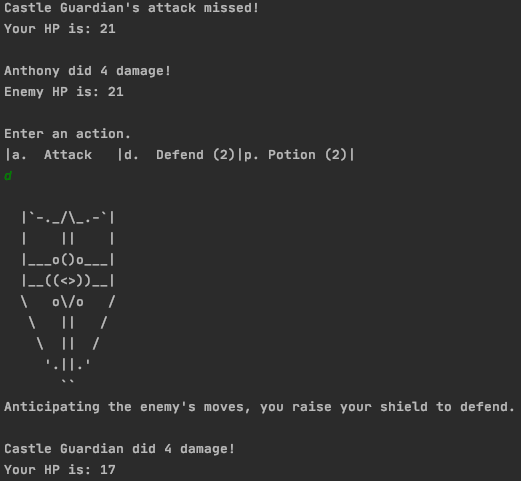 Castle Guardian's attack missed!
Your HP is: 21

Anthony did 4 damage!
Enemy HP is: 21

Enter an action.
|a.  Attack   |d.  Defend (2)|p. Potion (2)|
d

  |`-._/\_.-`|
  |    ||    |
  |___o()o___|
  |__((<>))__|
  \   o\/o   /
   \   ||   /
    \  ||  /
     '.||.'
       ``
Anticipating the enemy's moves, you raise your shield to defend.

Castle Guardian did 4 damage!
Your HP is: 17